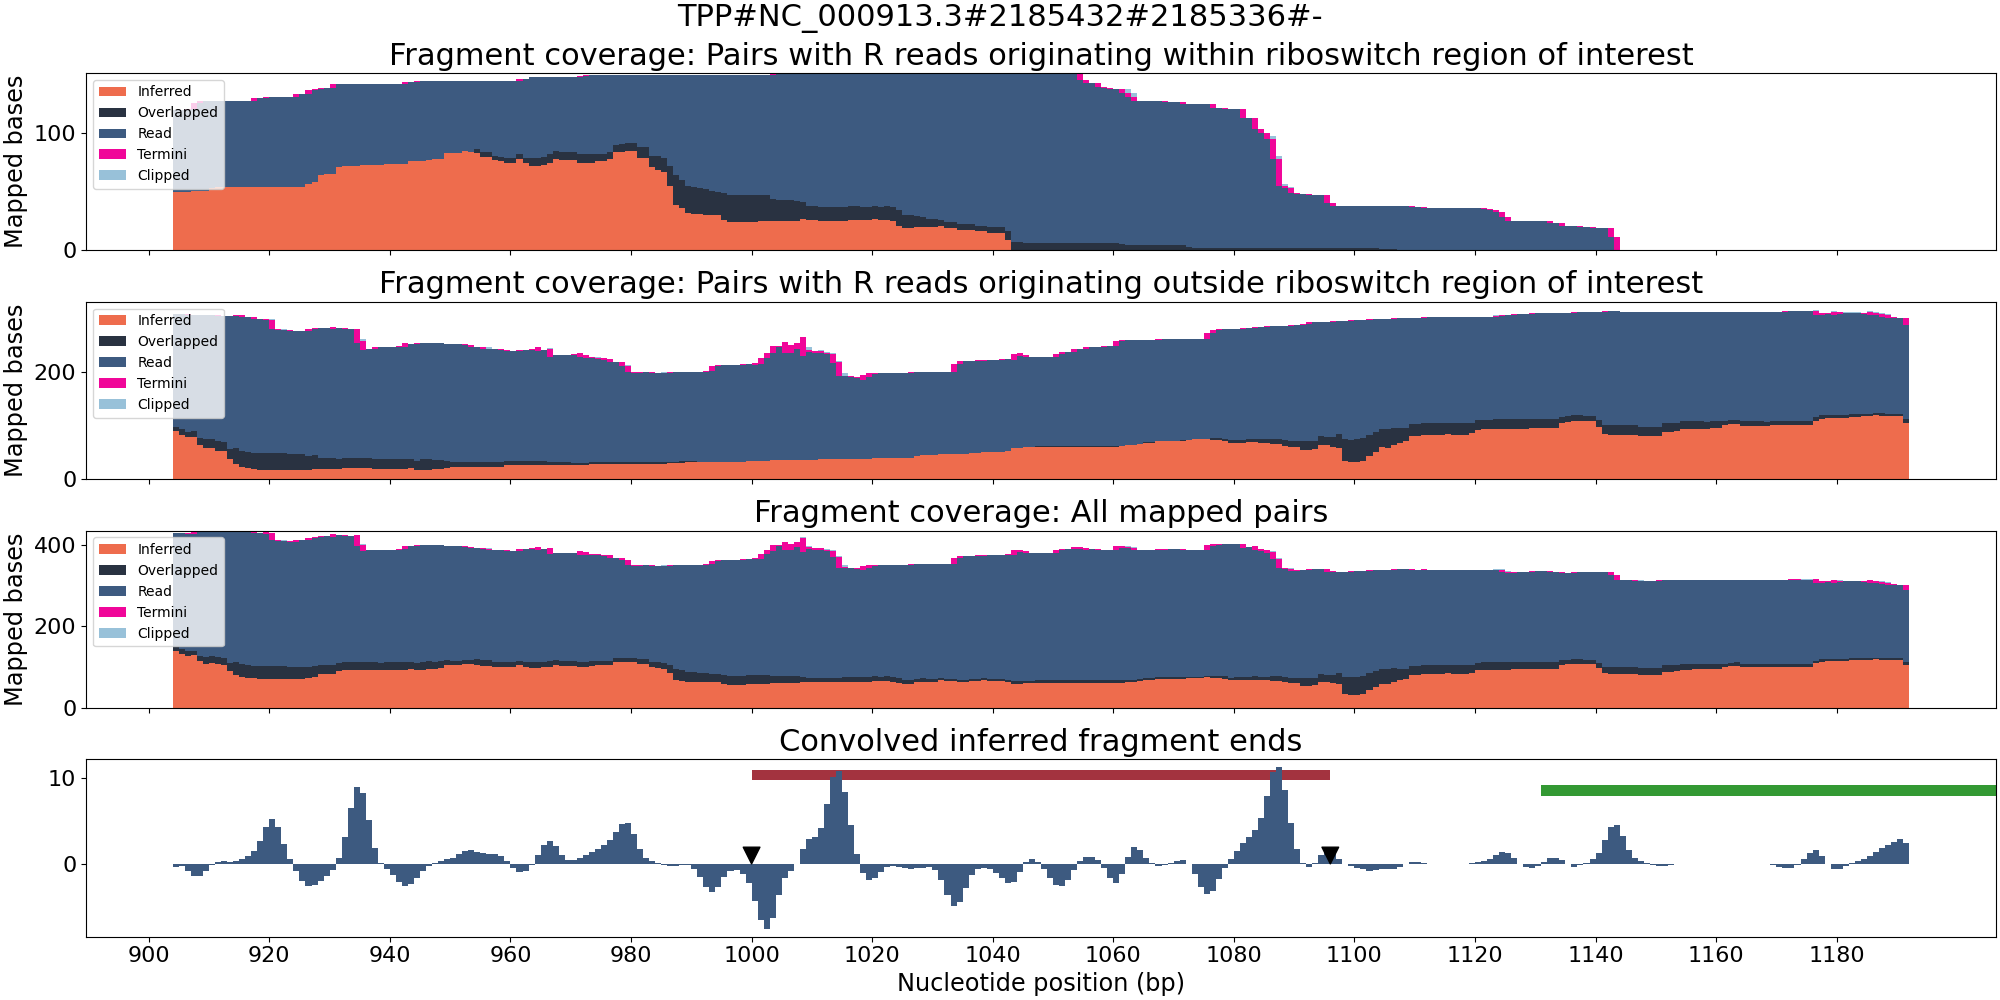 TPP#NC_000913.3#2185432#2185336#-
Fragment coverage: Pairs with R reads originating within riboswitch region of interest
Mapped bases
100
0
Inferred
Overlapped
Read
Termini
Clipped
Fragment coverage: Pairs with R reads originating outside riboswitch region of interest
Mapped bases
200
0
Inferred
Overlapped
Read
Termini
Clipped
Fragment coverage: All mapped pairs
Mapped bases
400
200
0
Inferred
Overlapped
Read
Termini
Clipped
Convolved inferred fragment ends
10
0
900 920 940 960 980 1000 1020 1040 1060 1080 1100 1120 1140 1160 1180
Nucleotide position (bp)